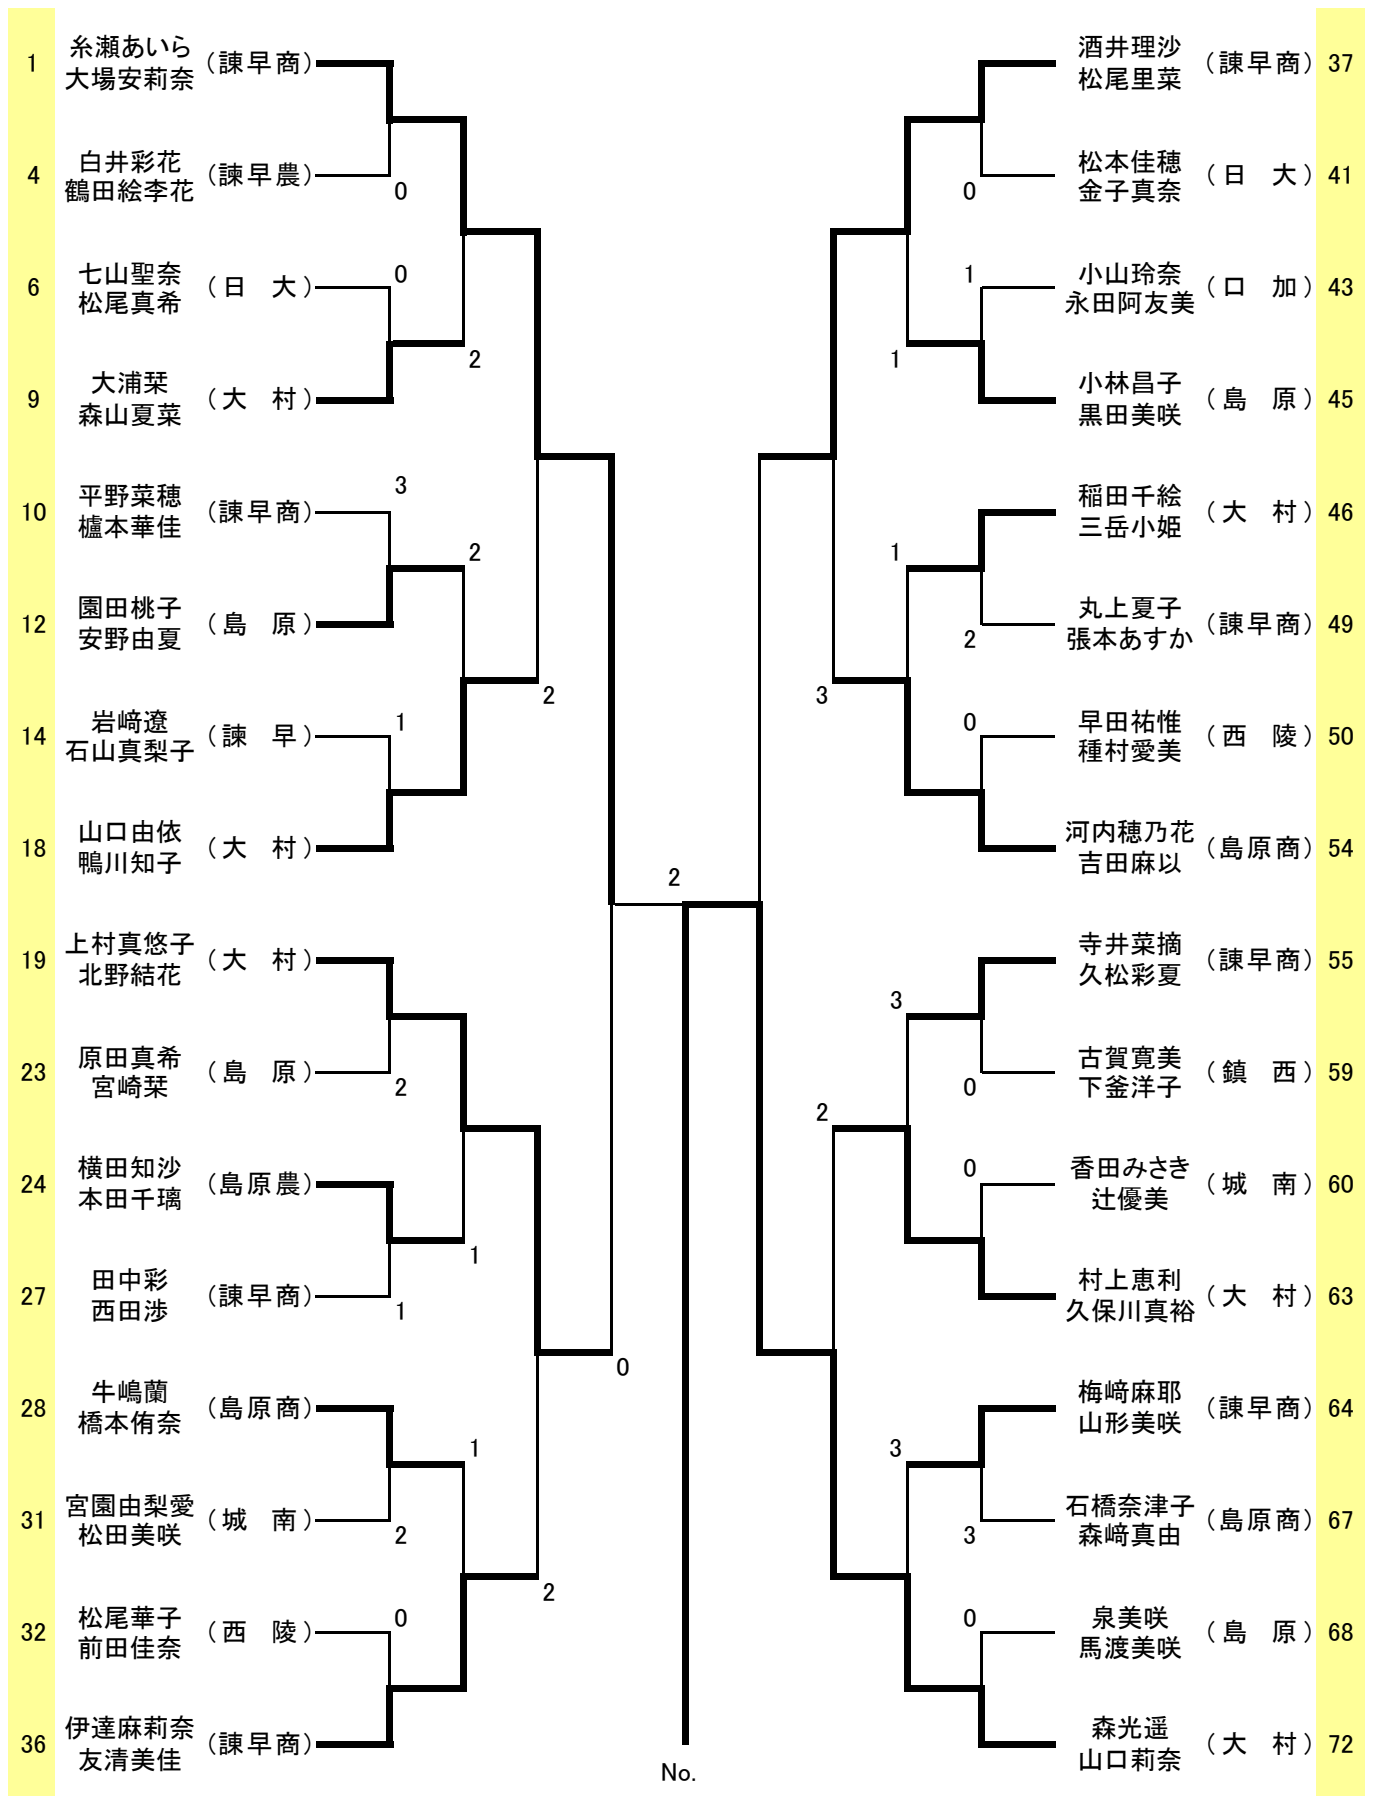 1 糸瀬あいら (諫早商)
大場安莉奈
4 白井彩花 (諫早農)
鶴田絵李花
0
6 七山聖奈 (日 大)
松尾真希
0
2
9 大浦栞 (大 村)
森山夏菜
10 平野菜穂 (諫早商)
櫨本華佳
3
2
12 園田桃子 (島 原)
安野由夏
2
14 岩﨑遼 (諫 早)
石山真梨子
1
18 山口由依 (大 村)
鴨川知子
19 上村真悠子 (大 村)
北野結花
23 原田真希 (島 原)
宮崎栞
2
24 横田知沙 (島原農)
本田千璃
1
27 田中彩 (諫早商)
西田渉
1
0
28 牛嶋蘭 (島原商)
橋本侑奈
1
31 宮園由梨愛 (城 南)
松田美咲
2
2
32 松尾華子 (西 陵)
前田佳奈
0
36 伊達麻莉奈 (諫早商)
友清美佳
2
No.
酒井理沙 (諫早商) 37
松尾里菜
松本佳穂 (日 大) 41
金子真奈
0
小山玲奈 (口 加) 43
永田阿友美
1
1
小林昌子 (島 原) 45
黒田美咲
稲田千絵 (大 村) 46
三岳小姫
1
丸上夏子 (諫早商) 49
張本あすか
2
3
早田祐惟 (西 陵) 50
種村愛美
0
河内穂乃花 (島原商) 54
吉田麻以
寺井菜摘 (諫早商) 55
久松彩夏
3
古賀寛美 (鎮 西) 59
下釜洋子
0
2
香田みさき (城 南) 60
辻優美
0
村上恵利 (大 村) 63
久保川真裕
梅﨑麻耶 (諫早商) 64
山形美咲
3
石橋奈津子 (島原商) 67
森﨑真由
3
泉美咲 (島 原) 68
馬渡美咲
0
森光遥 (大 村) 72
山口莉奈